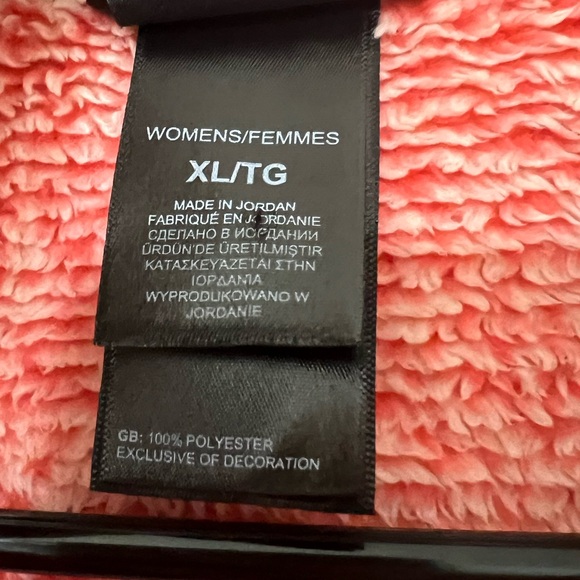 WOMENS/FEMMES
XL/TG
MADE IN JORDAN
FABRIQUÉ EN JORDANIE
СДЕЛАНО В ИОРДАНИИ
ÜRDÜN'DE ÜRETILMIŞTIR
ΚΑΤΑΣΚΕΥΆΖΕΤΑΙ ΣΤΗΝ
ΙΟΡΔΑΝΙΑ
WYPRODUKOWANO W
JORDANIE
GB: 100% POLYESTER
EXCLUSIVE OF DECORATION